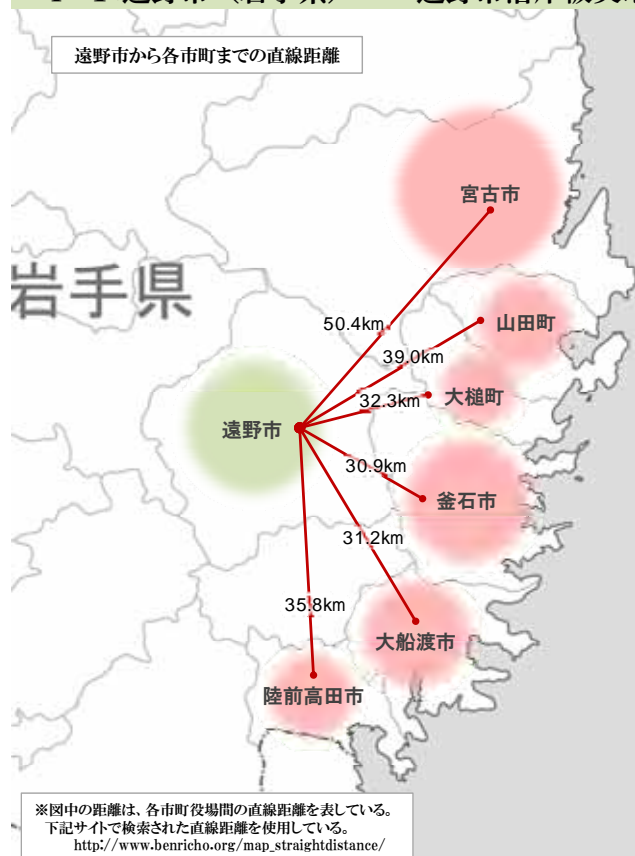 遠野市から各市町までの直線距離
宮古市
岩手県
山田町
50.4km
39.0km
大槌町
32.3km
遠野市
30.9km
釜石市
31.2km
35.8km
大船渡市
陸前高田市
※図中の距離は、各市町役場間の直線距離を表している。
下記サイトで検索された直線距離を使用している。
http://www.benricho.org/map_straightdistance/